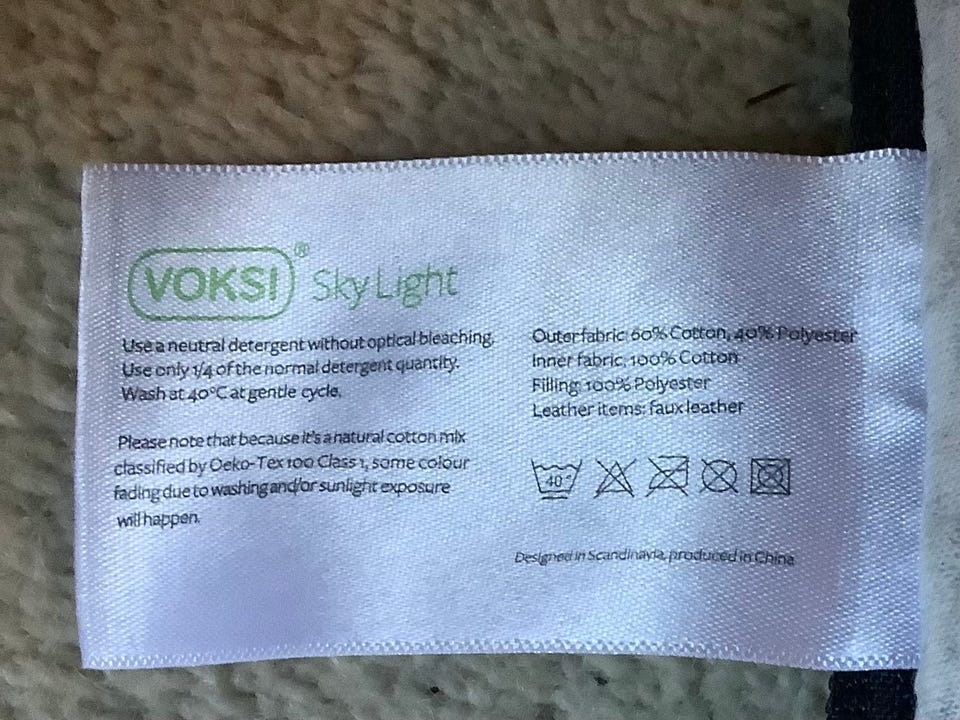 VOKSI® Sky Light
Use a neutral detergent without optical bleaching.
Use only 1/4 of the normal detergent quantity.
Wash at 40°C at gentle cycle.
Please note that because it's a natural cotton mix
classified by Oeko-Tex 100 Class 1, some colour
fading due to washing and/or sunlight exposure
will happen.
Outer fabric: 60% Cotton, 40% Polyester
Inner fabric: 100% Cotton
Filling: 100% Polyester
Leather items: faux leather
40°
Designed in Scandinavia, produced in China